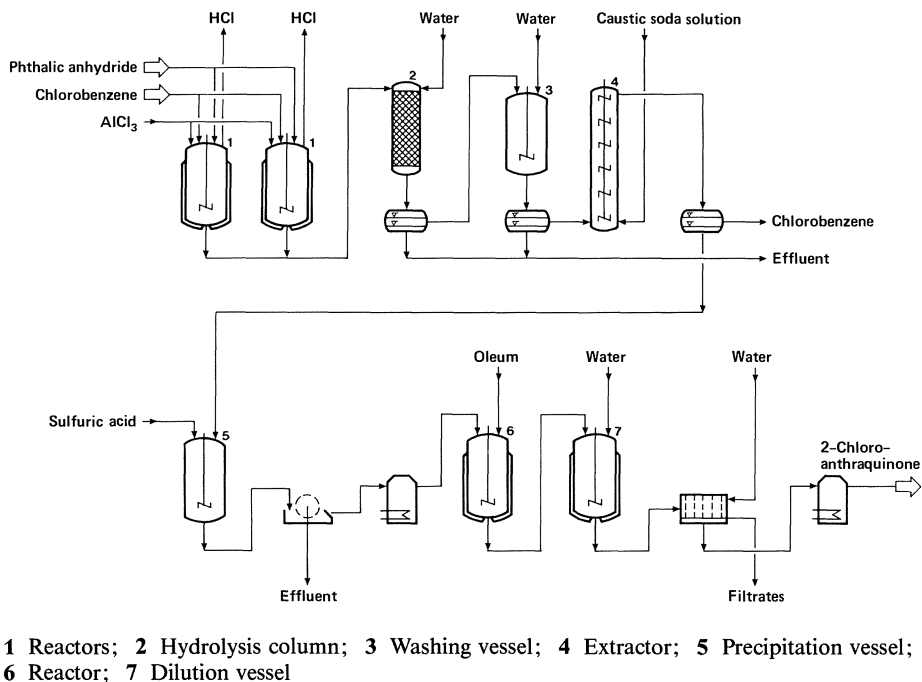 HCl HCl Water Water Caustic soda solution
Phthalic anhydride
Chlorobenzene
AlCl3
1 1 2 3 4
Chlorobenzene
Effluent
Oleum Water Water
Sulfuric acid
5 6 7
2-Chloro-
anthraquinone
Effluent Filtrates
1 Reactors; 2 Hydrolysis column; 3 Washing vessel; 4 Extractor; 5 Precipitation vessel;
6 Reactor; 7 Dilution vessel